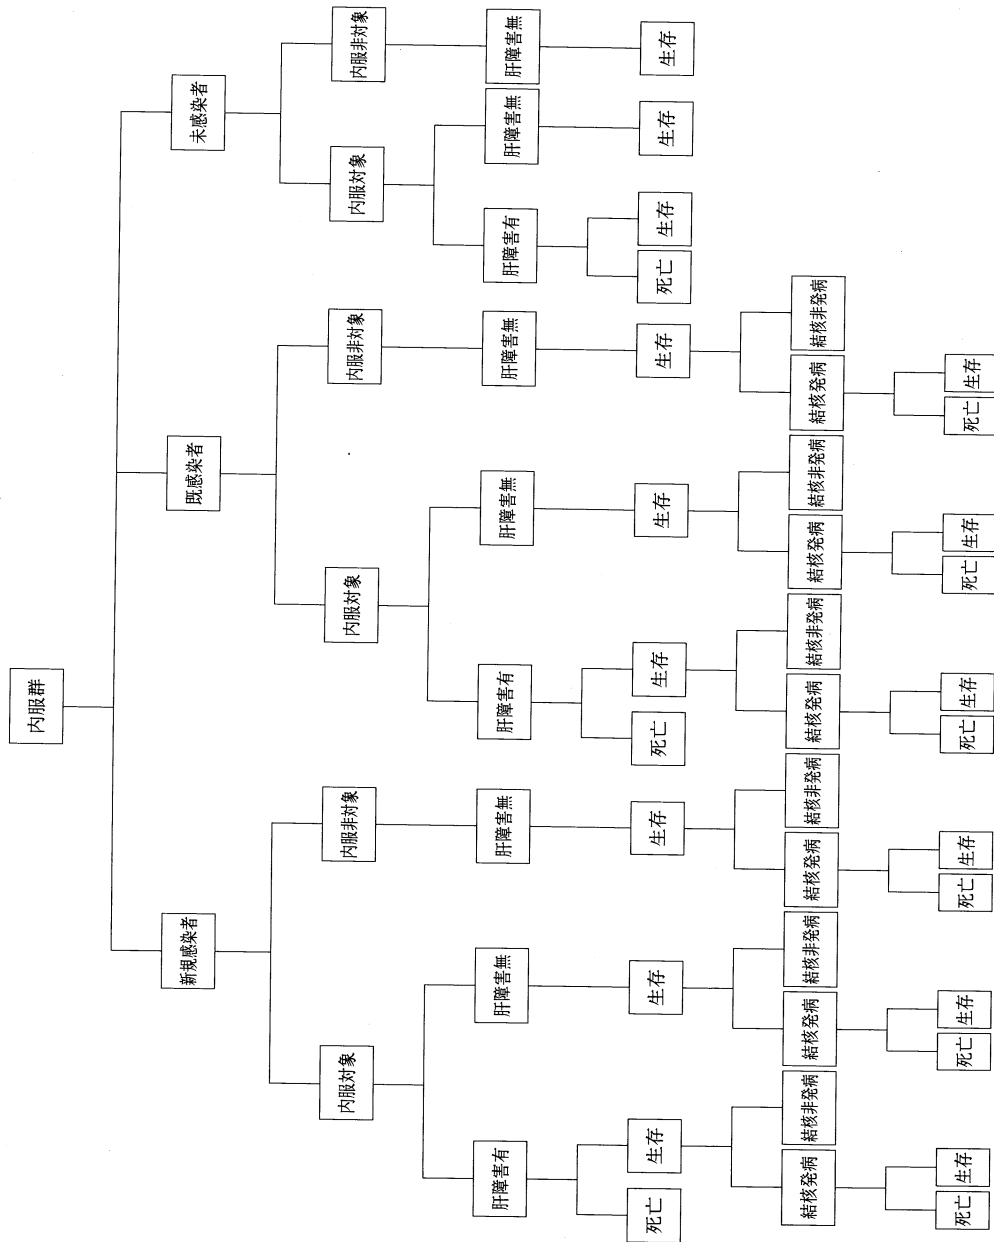 内服群
新規感染者 既感染者 未感染者
内服対象 内服非対象 内服対象 内服非対象 内服対象 内服非対象
肝障害有 肝障害無 肝障害無 肝障害有 肝障害無 肝障害無 肝障害有 肝障害無 肝障害無
死亡 生存 生存 生存 死亡 生存 生存 生存 死亡 生存 生存 生存
結核発病 結核非発病 結核発病 結核非発病 結核発病 結核非発病 結核発病 結核非発病 結核発病 結核非発病 結核発病 結核非発病
死亡 生存 死亡 生存 死亡 生存 死亡 生存 死亡 生存 死亡 生存